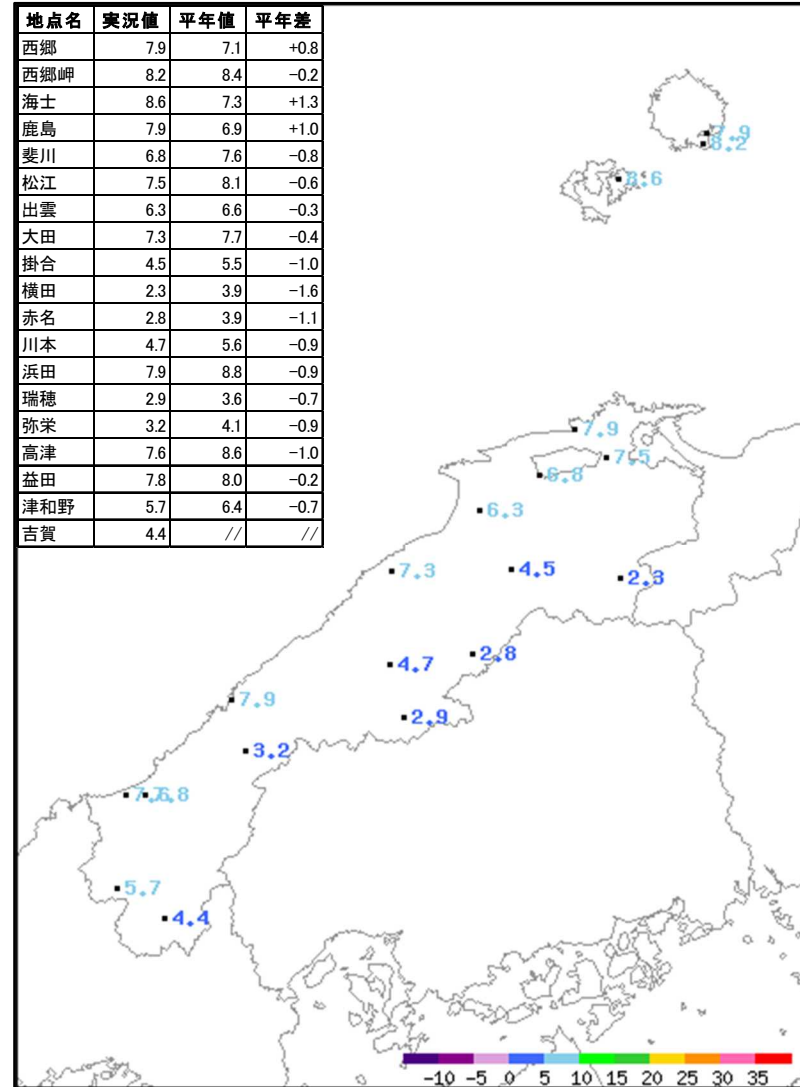 地点名 実況値 平年値 平年差
西郷 7.9 7.1 +0.8
西郷岬 8.2 8.4 −0.2
海士 8.6 7.3 +1.3
鹿島 7.9 6.9 +1.0
斐川 6.8 7.6 −0.8
松江 7.5 8.1 −0.6
出雲 6.3 6.6 −0.3
大田 7.3 7.7 −0.4
掛合 4.5 5.5 −1.0
横田 2.3 3.9 −1.6
赤名 2.8 3.9 −1.1
川本 4.7 5.6 −0.9
浜田 7.9 8.8 −0.9
瑞穂 2.9 3.6 −0.7
弥栄 3.2 4.1 −0.9
高津 7.6 8.6 −1.0
益田 7.8 8.0 −0.2
津和野 5.7 6.4 −0.7
吉賀 4.4 // //
7.9
8.2
8.6
7.9
7.5
6.8
6.3
7.3
4.5
2.3
2.8
4.7
7.9
2.9
3.2
7.6
7.8
5.7
4.4
-10 -5 0 5 10 15 20 25 30 35